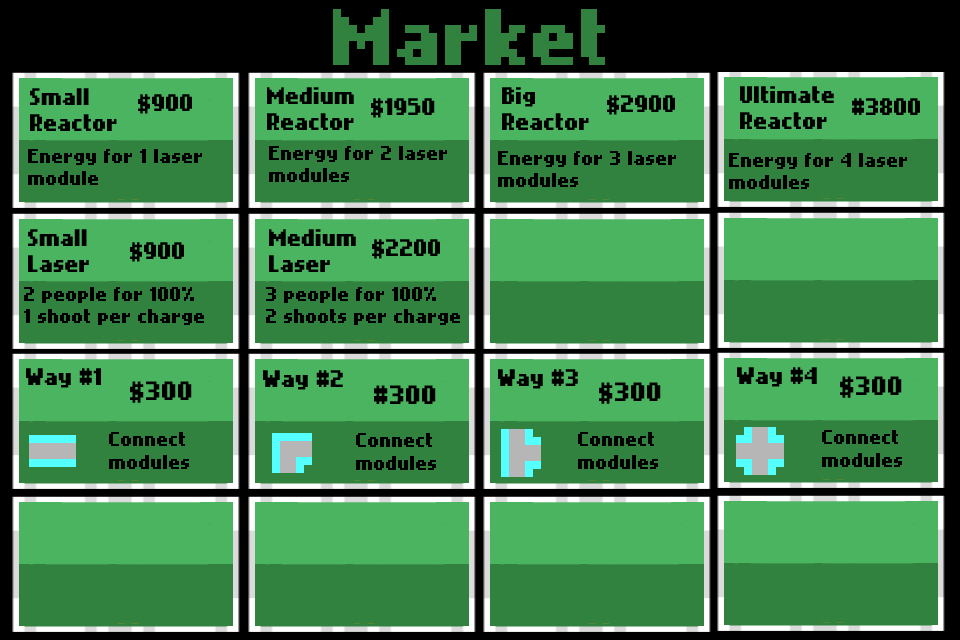 Market
Small
Reactor
$900
Energy for 1 laser
module
Medium
Reactor
$1950
Energy for 2 laser
modules
Big
Reactor
$2900
Energy for 3 laser
modules
Ultimate
Reactor
$3800
Energy for 4 laser
modules
Small
Laser
$900
2 people for 100%
1 shoot per charge
Medium
Laser
$2200
3 people for 100%
2 shoots per charge
Way #1
$300
Connect
modules
Way #2
$300
Connect
modules
Way #3
$300
Connect
modules
Way #4
$300
Connect
modules